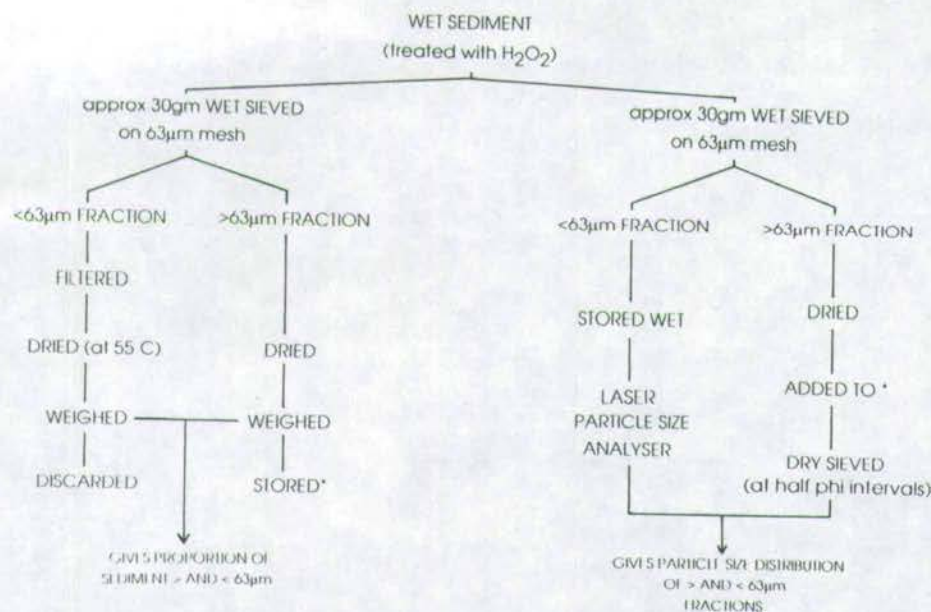 WET SEDIMENT
(treated with H₂O₂)
approx 30gm WET SIEVED
on 63µm mesh
approx 30gm WET SIEVED
on 63µm mesh
<63µm FRACTION
>63µm FRACTION
<63µm FRACTION
>63µm FRACTION
FILTERED
STORED WET
DRIED
DRIED (at 55 C)
DRIED
LASER
PARTICLE SIZE
ANALYSER
ADDED TO *
WEIGHED
WEIGHED
DISCARDED
STORED*
DRY SIEVED
(at half phi intervals)
GIVES PROPORTION OF
SEDIMENT > AND < 63µm
GIVES PARTICLE SIZE DISTRIBUTION
OF > AND < 63µm
FRACTIONS